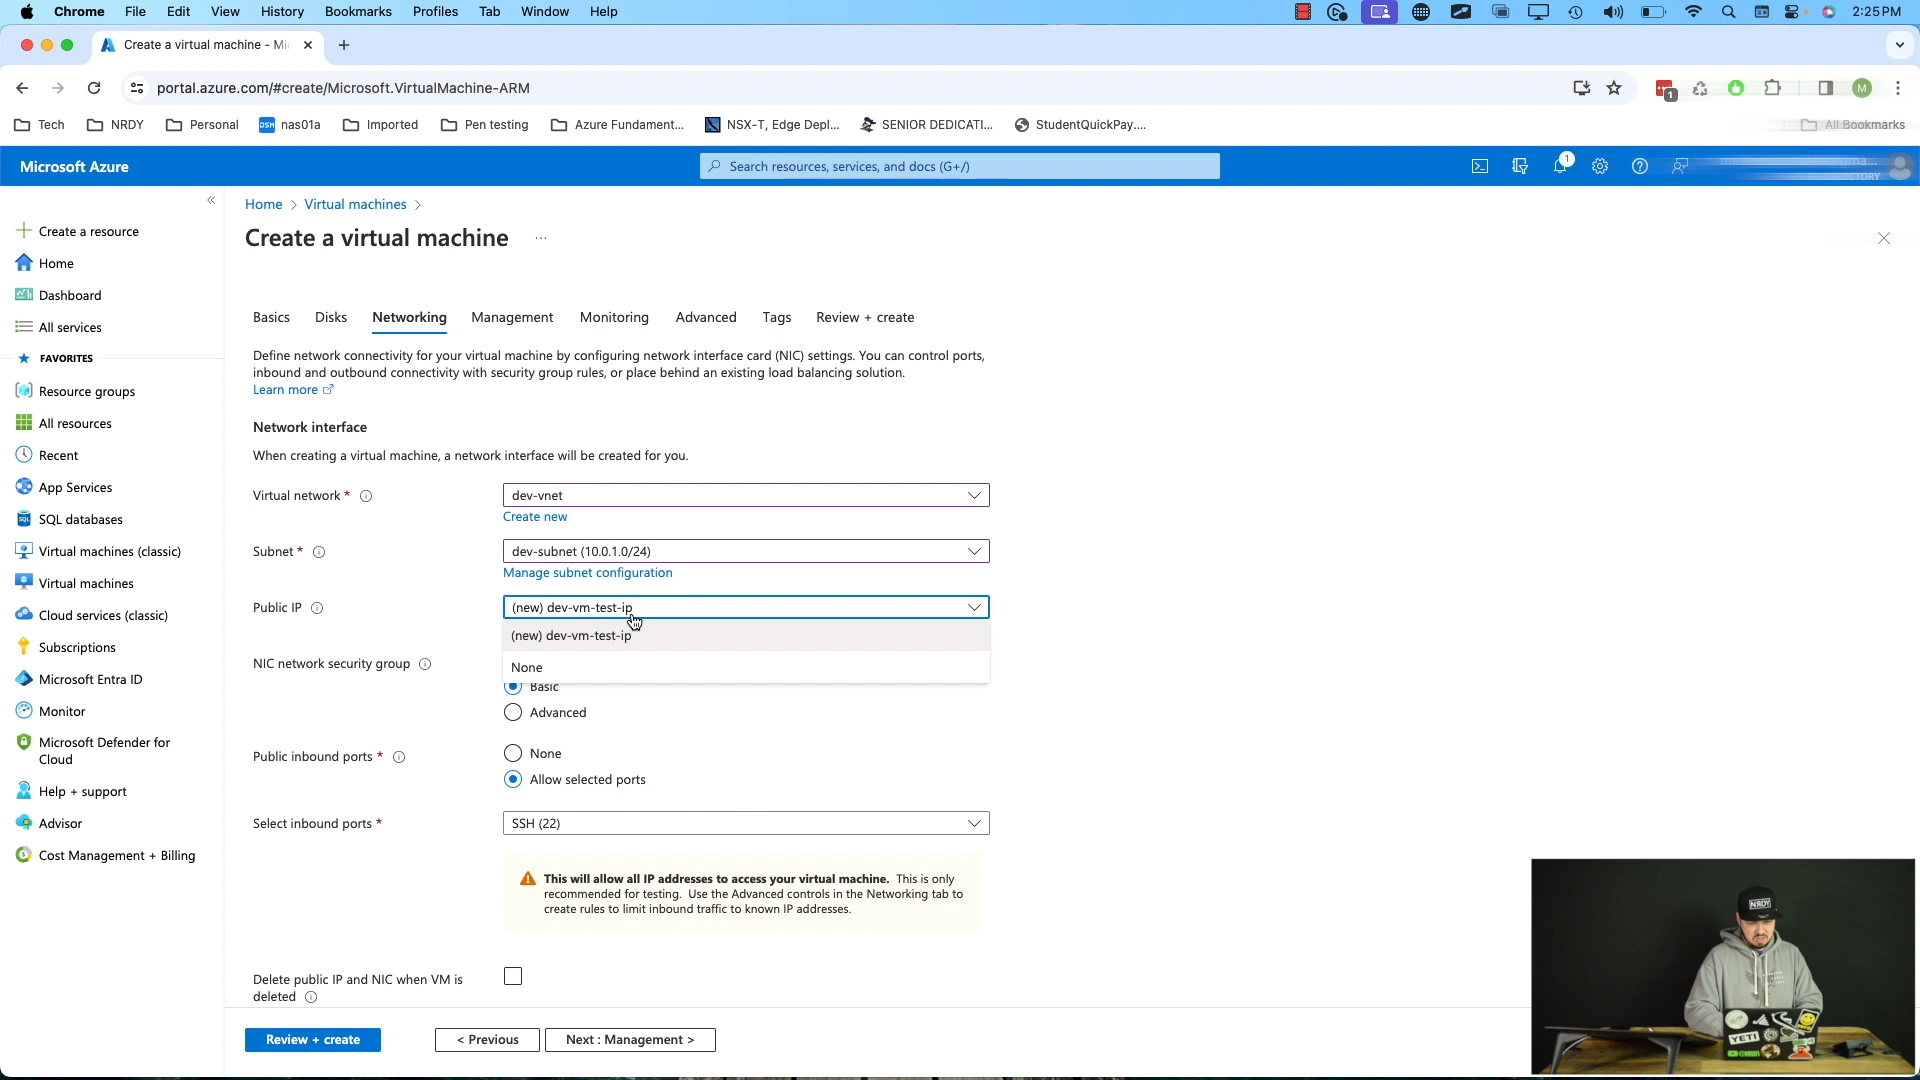 Chrome File Edit View History Bookmarks Profiles Tab Window Help 2:25 PM
Create a virtual machine - Mi
portal.azure.com/#create/Microsoft.VirtualMachine-ARM 1 M
Tech NRDY Personal DSM nas01a Imported Pen testing Azure Fundament... NSX-T, Edge Depl... SENIOR DEDICATI... StudentQuickPay.... All Bookmarks
Microsoft Azure Search resources, services, and docs (G+/) 1
Home > Virtual machines >
Create a virtual machine ...
Create a resource
Home
Dashboard
All services
FAVORITES
Resource groups
All resources
Recent
App Services
SQL databases
Virtual machines (classic)
Virtual machines
Cloud services (classic)
Subscriptions
Microsoft Entra ID
Monitor
Microsoft Defender for
Cloud
Help + support
Advisor
Cost Management + Billing
Basics Disks Networking Management Monitoring Advanced Tags Review + create
Define network connectivity for your virtual machine by configuring network interface card (NIC) settings. You can control ports,
inbound and outbound connectivity with security group rules, or place behind an existing load balancing solution.
Learn more
Network interface
When creating a virtual machine, a network interface will be created for you.
Virtual network * dev-vnet
Create new
Subnet * dev-subnet (10.0.1.0/24)
Manage subnet configuration
Public IP (new) dev-vm-test-ip
(new) dev-vm-test-ip
None
NIC network security group
Basic
Advanced
Public inbound ports * None
Allow selected ports
Select inbound ports * SSH (22)
This will allow all IP addresses to access your virtual machine. This is only
recommended for testing. Use the Advanced controls in the Networking tab to
create rules to limit inbound traffic to known IP addresses.
Delete public IP and NIC when VM is
deleted
Review + create < Previous Next : Management >
NRDY
YETI